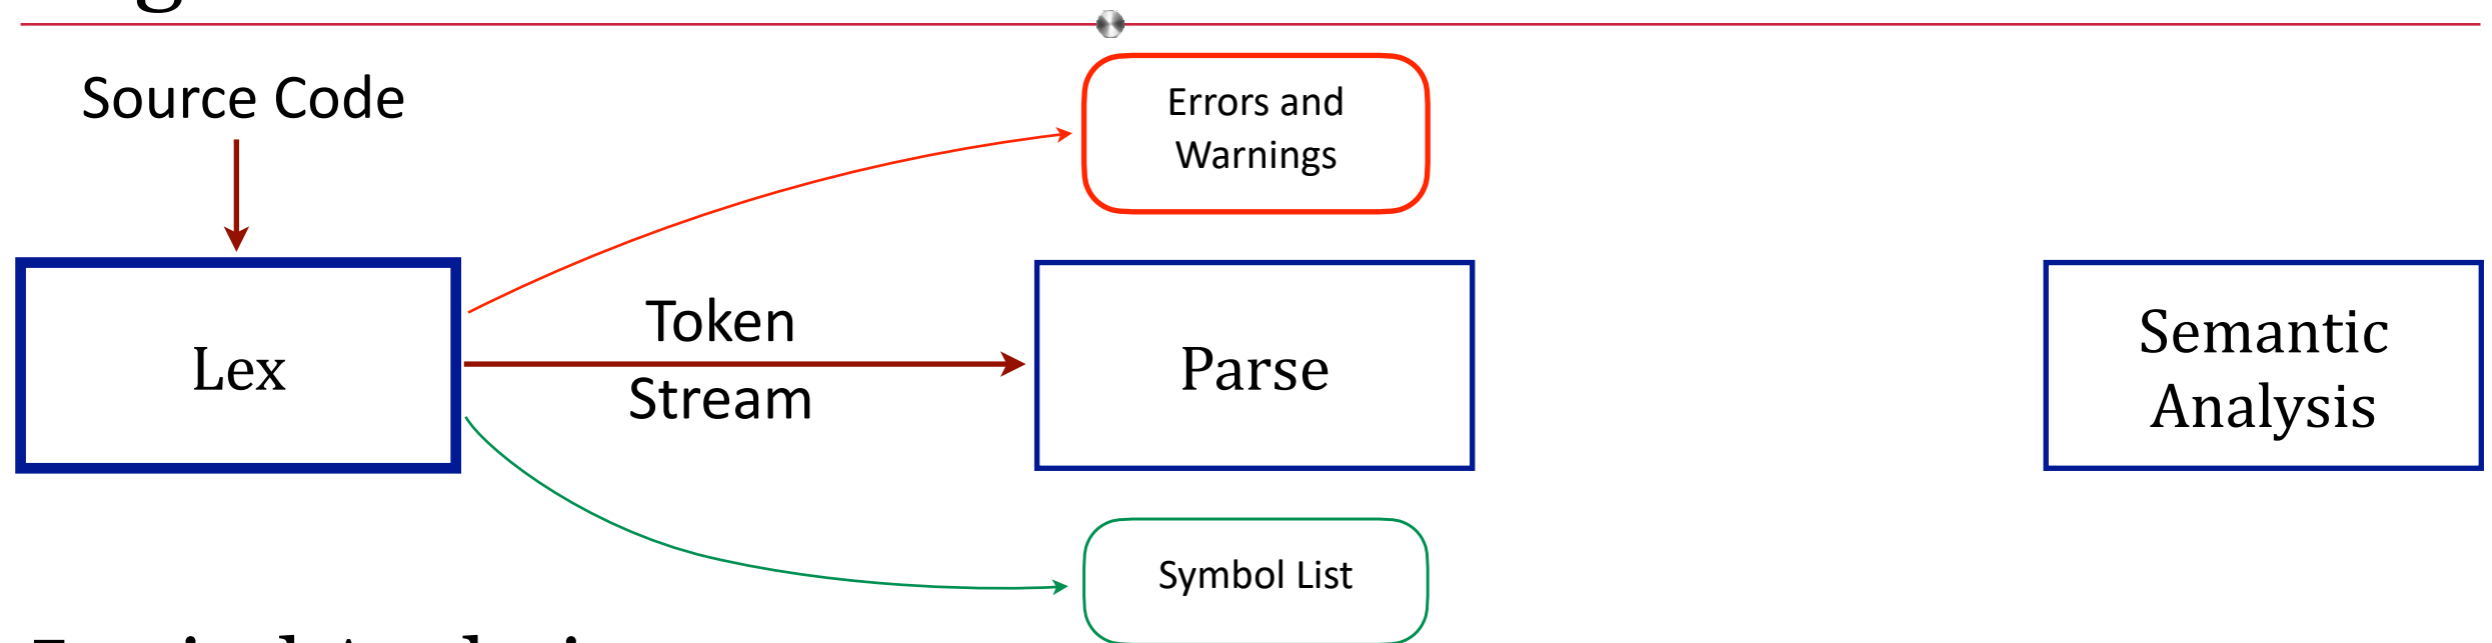 Source Code
Errors and
Warnings
Lex
Token
Stream
Parse
Semantic
Analysis
Symbol List